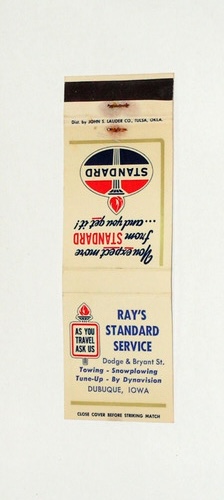 Dist. by JOHN S. LAUDER CO., TULSA, OKLA.
STANDARD
You expect more
from STANDARD
...and you get it!
AS YOU
TRAVEL
ASK US
RAY'S
STANDARD
SERVICE
Dodge & Bryant St.
Towing - Snowplowing
Tune-Up - By Dynavision
DUBUQUE, IOWA
CLOSE COVER BEFORE STRIKING MATCH